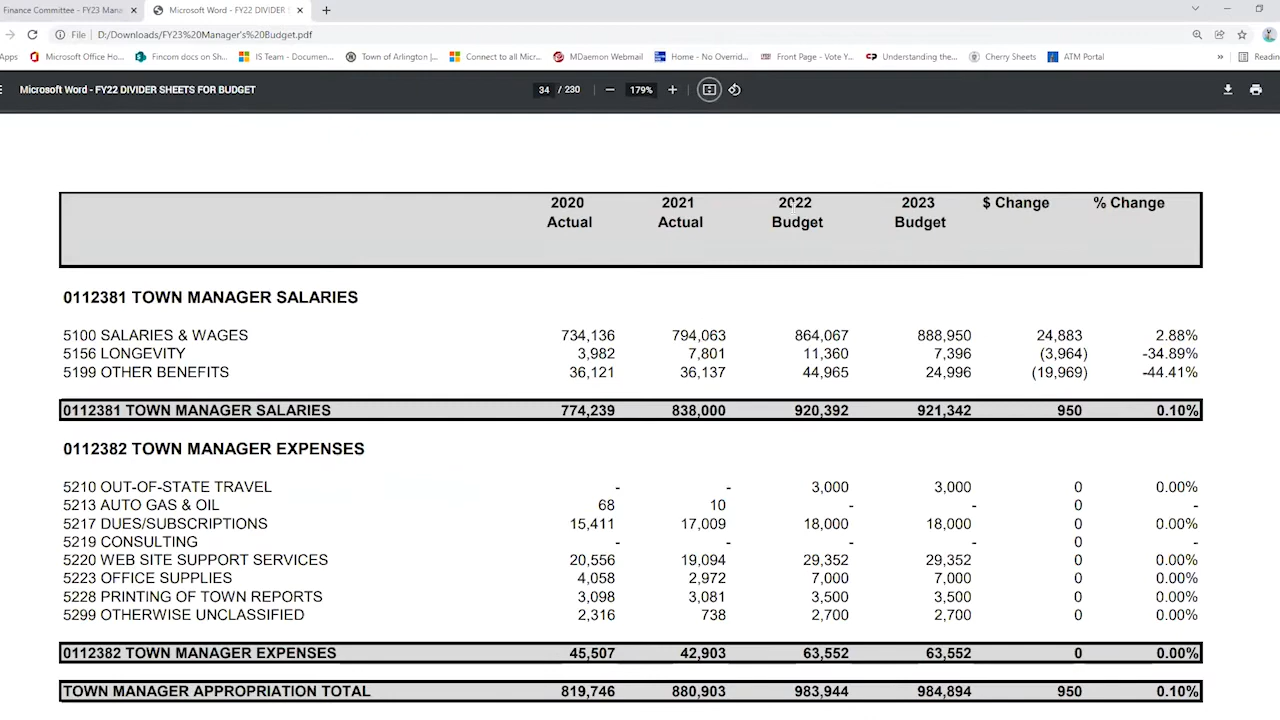 Finance Committee - FY23 Mana
Microsoft Word - FY22 DIVIDER S
File D:/Downloads/FY23%20Manager's%20Budget.pdf
Apps Microsoft Office Ho... Fincom docs on Sh... IS Team - Documen... Town of Arlington |... Connect to all Micr... MDaemon Webmail Home - No Overrid... Front Page - Vote Y... Understanding the... Cherry Sheets ATM Portal » Readin
Microsoft Word - FY22 DIVIDER SHEETS FOR BUDGET 34 / 230 179%
2020 2021 2022 2023 $ Change % Change
Actual Actual Budget Budget
0112381 TOWN MANAGER SALARIES
5100 SALARIES & WAGES 734,136 794,063 864,067 888,950 24,883 2.88%
5156 LONGEVITY 3,982 7,801 11,360 7,396 (3,964) -34.89%
5199 OTHER BENEFITS 36,121 36,137 44,965 24,996 (19,969) -44.41%
0112381 TOWN MANAGER SALARIES 774,239 838,000 920,392 921,342 950 0.10%
0112382 TOWN MANAGER EXPENSES
5210 OUT-OF-STATE TRAVEL - - 3,000 3,000 0 0.00%
5213 AUTO GAS & OIL 68 10 - - 0 -
5217 DUES/SUBSCRIPTIONS 15,411 17,009 18,000 18,000 0 0.00%
5219 CONSULTING - - - - 0 -
5220 WEB SITE SUPPORT SERVICES 20,556 19,094 29,352 29,352 0 0.00%
5223 OFFICE SUPPLIES 4,058 2,972 7,000 7,000 0 0.00%
5228 PRINTING OF TOWN REPORTS 3,098 3,081 3,500 3,500 0 0.00%
5299 OTHERWISE UNCLASSIFIED 2,316 738 2,700 2,700 0 0.00%
0112382 TOWN MANAGER EXPENSES 45,507 42,903 63,552 63,552 0 0.00%
TOWN MANAGER APPROPRIATION TOTAL 819,746 880,903 983,944 984,894 950 0.10%